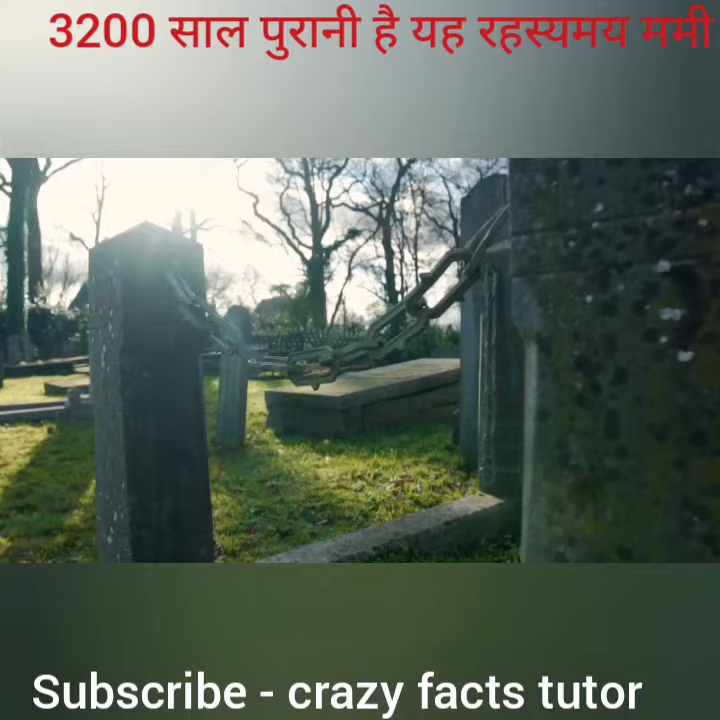 3200 साल पुरानी है यह रहस्यमय ममी
Subscribe - crazy facts tutor